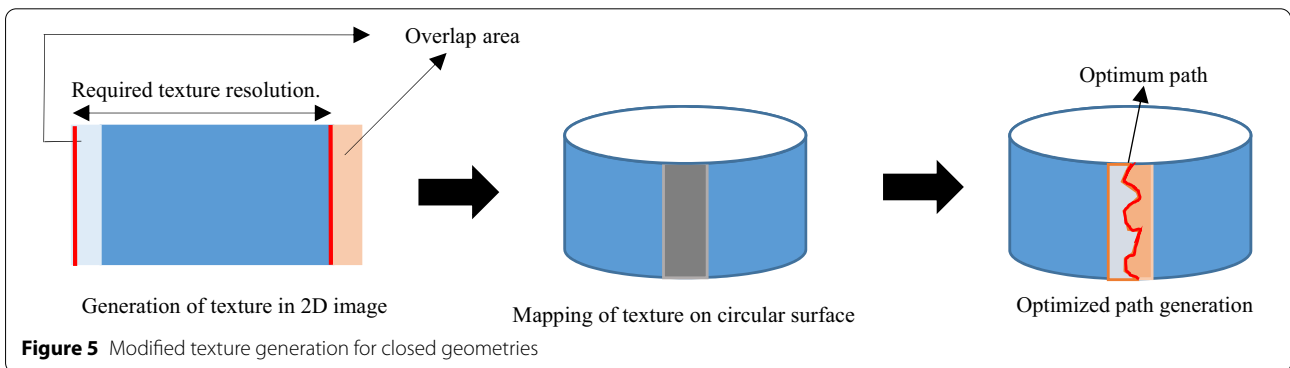 Overlap area
Required texture resolution.
Generation of texture in 2D image
Mapping of texture on circular surface
Optimum path
Optimized path generation
Figure 5 Modified texture generation for closed geometries